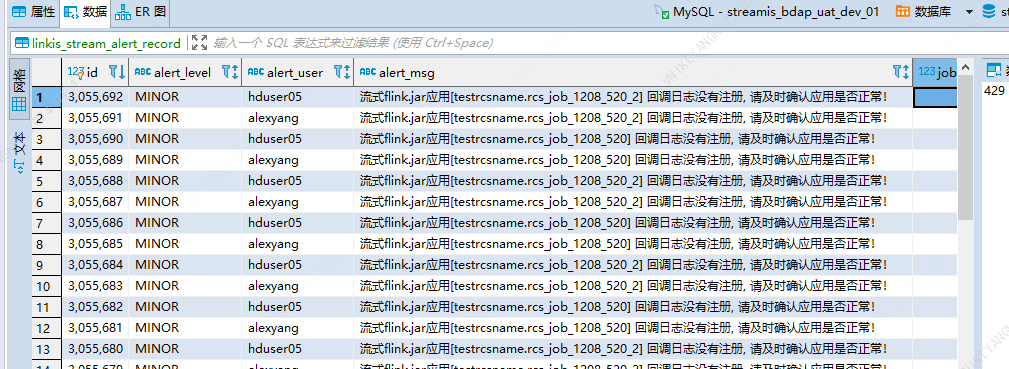 属性 数据 ER 图 MySQL - streamis_bdap_uat_dev_01 数据库 st
linkis_stream_alert_record 输入一个 SQL 表达式来过滤结果 (使用 Ctrl+Space)
网格
文本
123 id ABC alert_level ABC alert_user ABC alert_msg 123 job
1 3,055,692 MINOR hduser05 流式flink.jar应用[testrcsname.rcs_job_1208_520_2] 回调日志没有注册, 请及时确认应用是否正常! 429
2 3,055,691 MINOR alexyang 流式flink.jar应用[testrcsname.rcs_job_1208_520_2] 回调日志没有注册, 请及时确认应用是否正常!
3 3,055,690 MINOR hduser05 流式flink.jar应用[testrcsname.rcs_job_1208_520] 回调日志没有注册, 请及时确认应用是否正常!
4 3,055,689 MINOR alexyang 流式flink.jar应用[testrcsname.rcs_job_1208_520] 回调日志没有注册, 请及时确认应用是否正常!
5 3,055,688 MINOR hduser05 流式flink.jar应用[testrcsname.rcs_job_1208_520_2] 回调日志没有注册, 请及时确认应用是否正常!
6 3,055,687 MINOR alexyang 流式flink.jar应用[testrcsname.rcs_job_1208_520_2] 回调日志没有注册, 请及时确认应用是否正常!
7 3,055,686 MINOR hduser05 流式flink.jar应用[testrcsname.rcs_job_1208_520] 回调日志没有注册, 请及时确认应用是否正常!
8 3,055,685 MINOR alexyang 流式flink.jar应用[testrcsname.rcs_job_1208_520] 回调日志没有注册, 请及时确认应用是否正常!
9 3,055,684 MINOR hduser05 流式flink.jar应用[testrcsname.rcs_job_1208_520_2] 回调日志没有注册, 请及时确认应用是否正常!
10 3,055,683 MINOR alexyang 流式flink.jar应用[testrcsname.rcs_job_1208_520_2] 回调日志没有注册, 请及时确认应用是否正常!
11 3,055,682 MINOR hduser05 流式flink.jar应用[testrcsname.rcs_job_1208_520] 回调日志没有注册, 请及时确认应用是否正常!
12 3,055,681 MINOR alexyang 流式flink.jar应用[testrcsname.rcs_job_1208_520] 回调日志没有注册, 请及时确认应用是否正常!
13 3,055,680 MINOR hduser05 流式flink.jar应用[testrcsname.rcs_job_1208_520_2] 回调日志没有注册, 请及时确认应用是否正常!